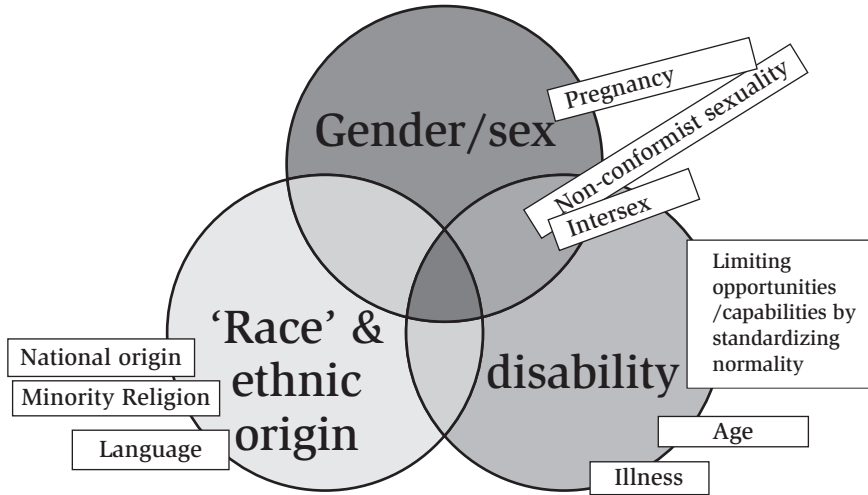 Pregnancy
Non-conformist sexuality
Gender/sex
Intersex
Limiting
opportunities
/capabilities by
standardizing
normality
‘Race’ &
ethnic
origin
disability
National origin
Minority Religion
Language
Age
Illness